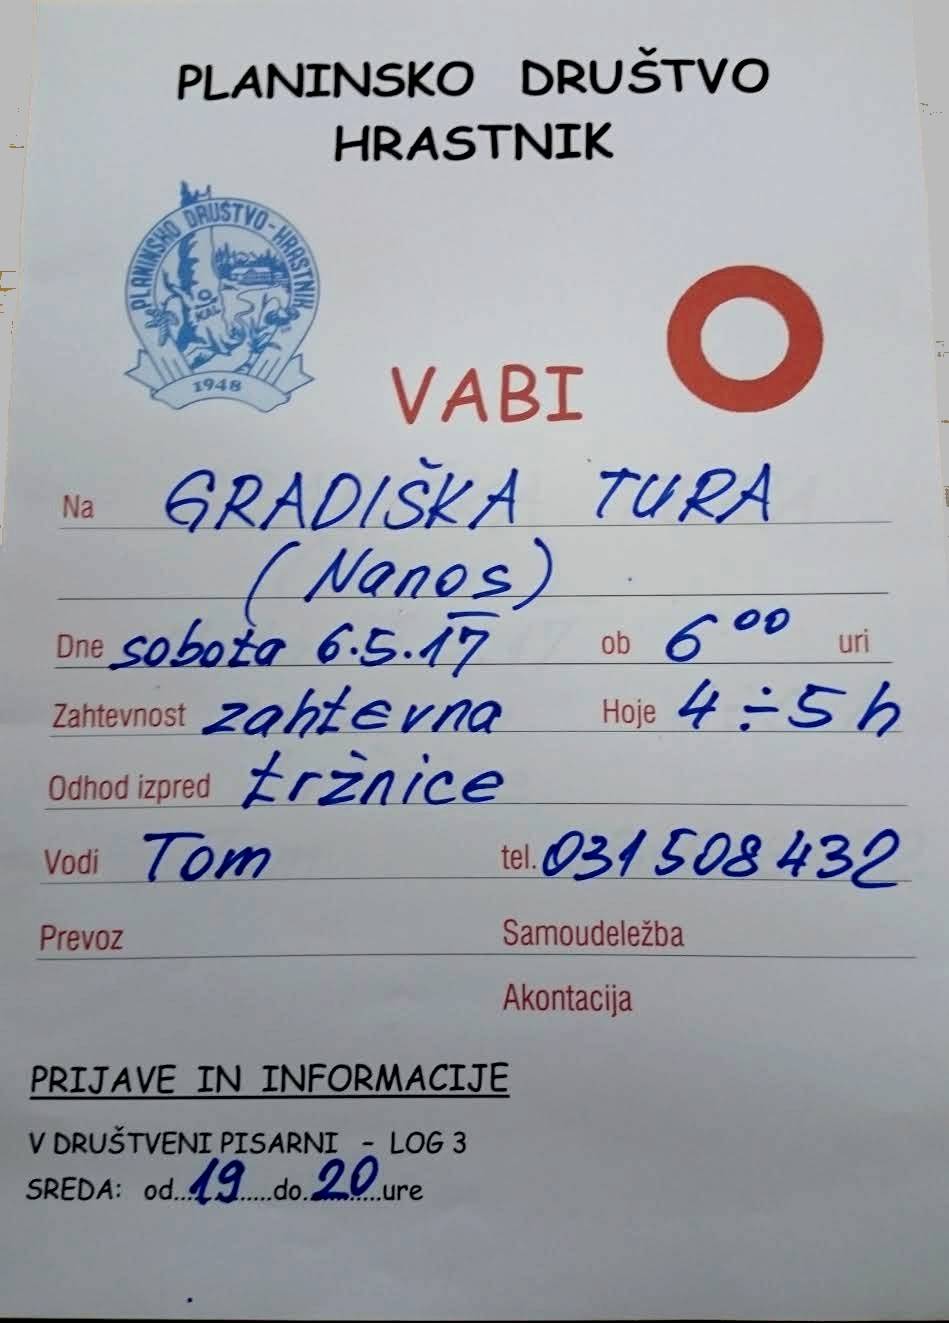 PLANINSKO DRUŠTVO
HRASTNIK
PLANINSKO DRUŠTVO-HRASTNIK
KAL
1948
VABI
Na GRADIŠKA TURA
(Nanos)
Dne sobota 6.5.17 ob 6⁰⁰ uri
Zahtevnost zahtevna Hoje 4÷5 h
Odhod izpred tržnice
Vodi Tom tel. 031 508 432
Prevoz Samoudeležba
Akontacija
PRIJAVE IN INFORMACIJE
V DRUŠTVENI PISARNI - LOG 3
SREDA: od...19.....do.20...ure